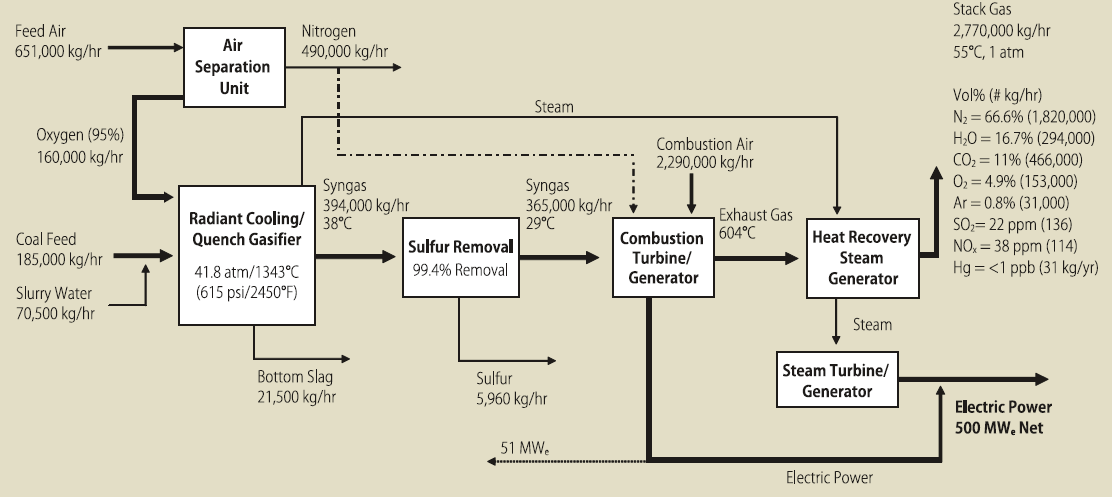 Feed Air
651,000 kg/hr
Air
Separation
Unit
Nitrogen
490,000 kg/hr
Oxygen (95%)
160,000 kg/hr
Steam
Combustion Air
2,290,000 kg/hr
Coal Feed
185,000 kg/hr
Slurry Water
70,500 kg/hr
Radiant Cooling/
Quench Gasifier
41.8 atm/1343°C
(615 psi/2450°F)
Syngas
394,000 kg/hr
38°C
Sulfur Removal
99.4% Removal
Syngas
365,000 kg/hr
29°C
Combustion
Turbine/
Generator
Exhaust Gas
604°C
Heat Recovery
Steam
Generator
Stack Gas
2,770,000 kg/hr
55°C, 1 atm
Vol% (# kg/hr)
N₂ = 66.6% (1,820,000)
H₂O = 16.7% (294,000)
CO₂ = 11% (466,000)
O₂ = 4.9% (153,000)
Ar = 0.8% (31,000)
SO₂= 22 ppm (136)
NOₓ = 38 ppm (114)
Hg = <1 ppb (31 kg/yr)
Bottom Slag
21,500 kg/hr
Sulfur
5,960 kg/hr
Steam
Steam Turbine/
Generator
Electric Power
500 MWₑ Net
51 MWₑ
Electric Power